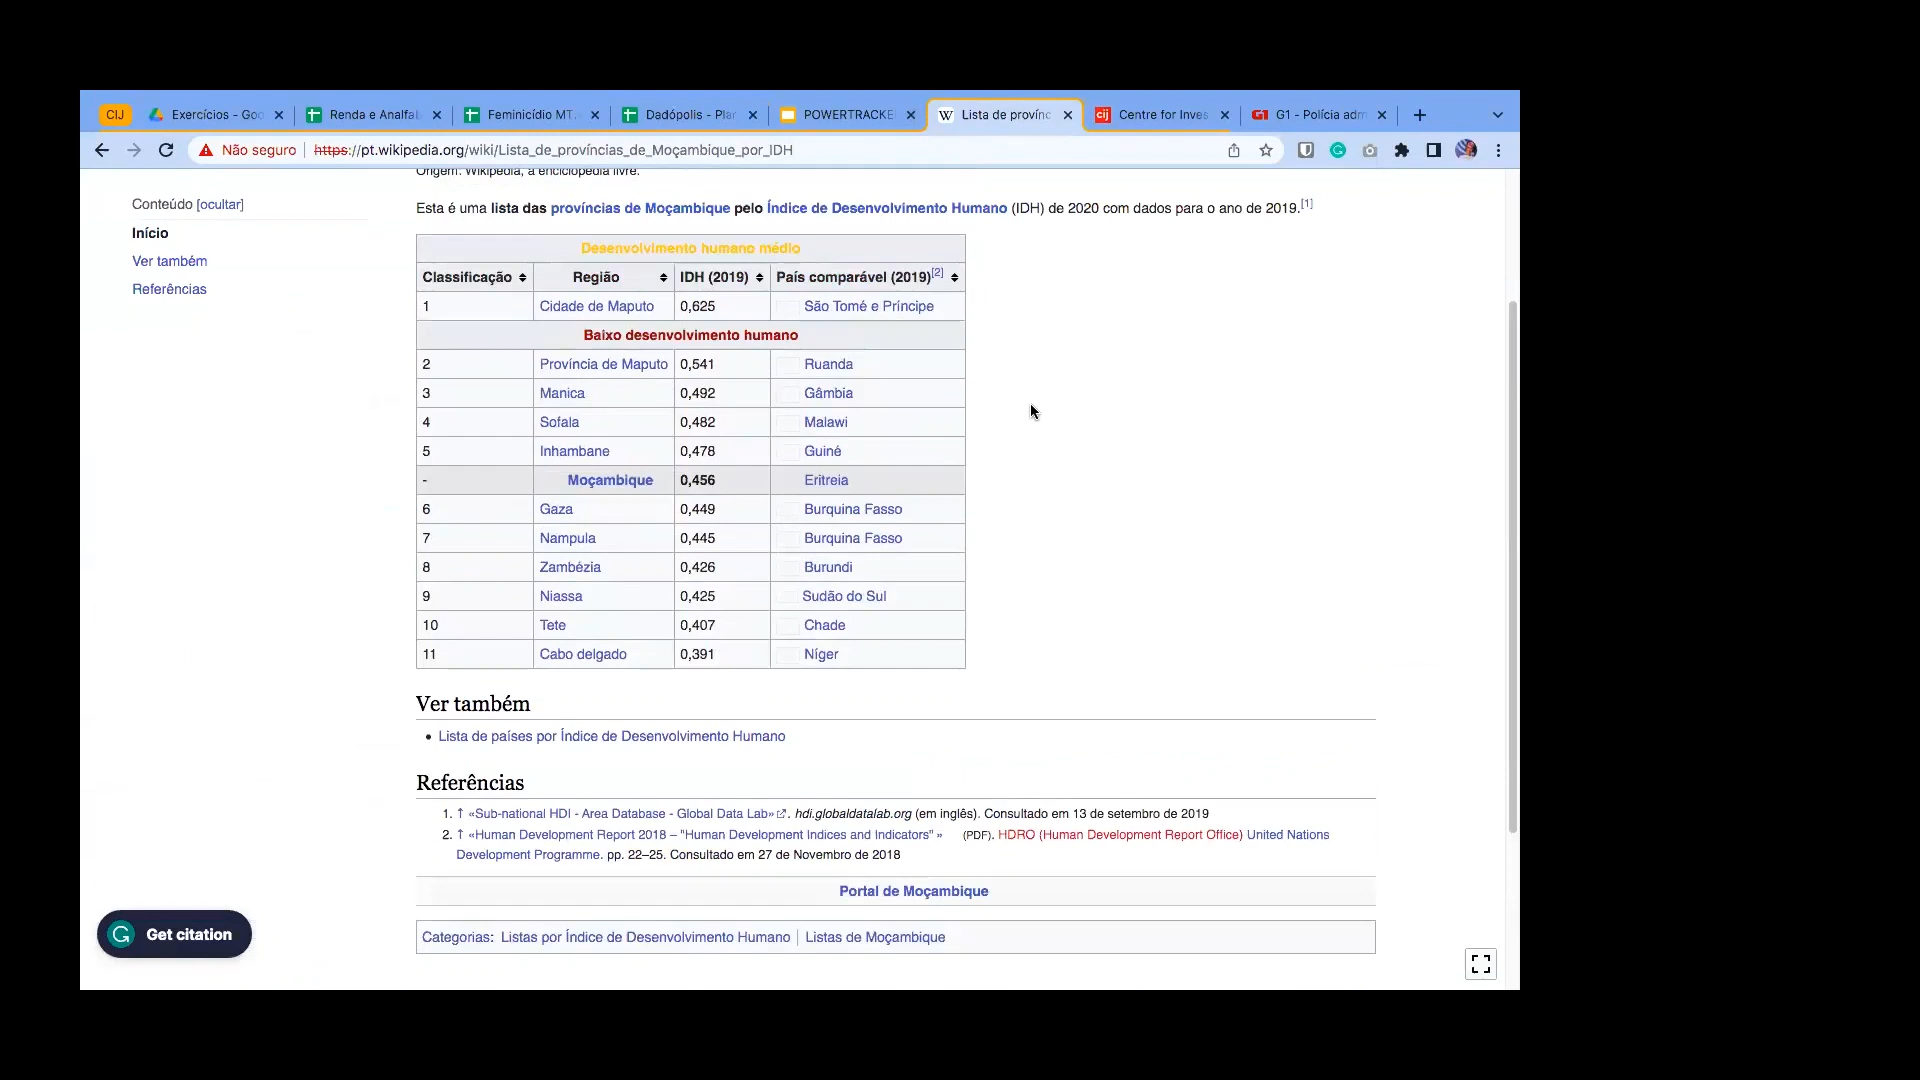 CIJ
Exercícios - Goo
Renda e Analfal
Feminicídio MT.
Dadópolis - Plan
POWERTRACKE
Lista de provínc
Centre for Inves
G1 - Polícia adm
Não seguro
https://pt.wikipedia.org/wiki/Lista_de_províncias_de_Moçambique_por_IDH
Origem: Wikipédia, a enciclopédia livre.
Conteúdo [ocultar]
Início
Ver também
Referências
Esta é uma lista das províncias de Moçambique pelo Índice de Desenvolvimento Humano (IDH) de 2020 com dados para o ano de 2019.[1]
Desenvolvimento humano médio
Classificação Região IDH (2019) País comparável (2019)[2]
1 Cidade de Maputo 0,625 São Tomé e Príncipe
Baixo desenvolvimento humano
2 Província de Maputo 0,541 Ruanda
3 Manica 0,492 Gâmbia
4 Sofala 0,482 Malawi
5 Inhambane 0,478 Guiné
- Moçambique 0,456 Eritreia
6 Gaza 0,449 Burquina Fasso
7 Nampula 0,445 Burquina Fasso
8 Zambézia 0,426 Burundi
9 Niassa 0,425 Sudão do Sul
10 Tete 0,407 Chade
11 Cabo delgado 0,391 Níger
Ver também
• Lista de países por Índice de Desenvolvimento Humano
Referências
1. ↑ «Sub-national HDI - Area Database - Global Data Lab». hdi.globaldatalab.org (em inglês). Consultado em 13 de setembro de 2019
2. ↑ «Human Development Report 2018 – "Human Development Indices and Indicators" » (PDF). HDRO (Human Development Report Office) United Nations
Development Programme. pp. 22–25. Consultado em 27 de Novembro de 2018
Portal de Moçambique
Categorias: Listas por Índice de Desenvolvimento Humano | Listas de Moçambique
Get citation